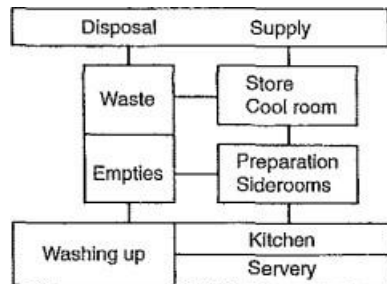 Disposal Supply
Waste
Store
Cool room
Empties
Preparation
Siderooms
Washing up
Kitchen
Servery